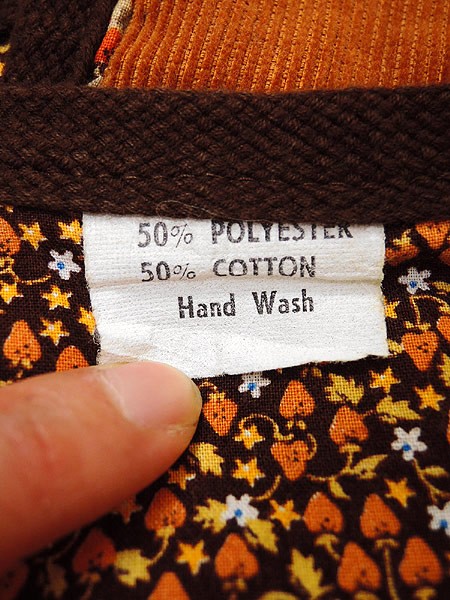 50% POLYESTER
50% COTTON
Hand Wash